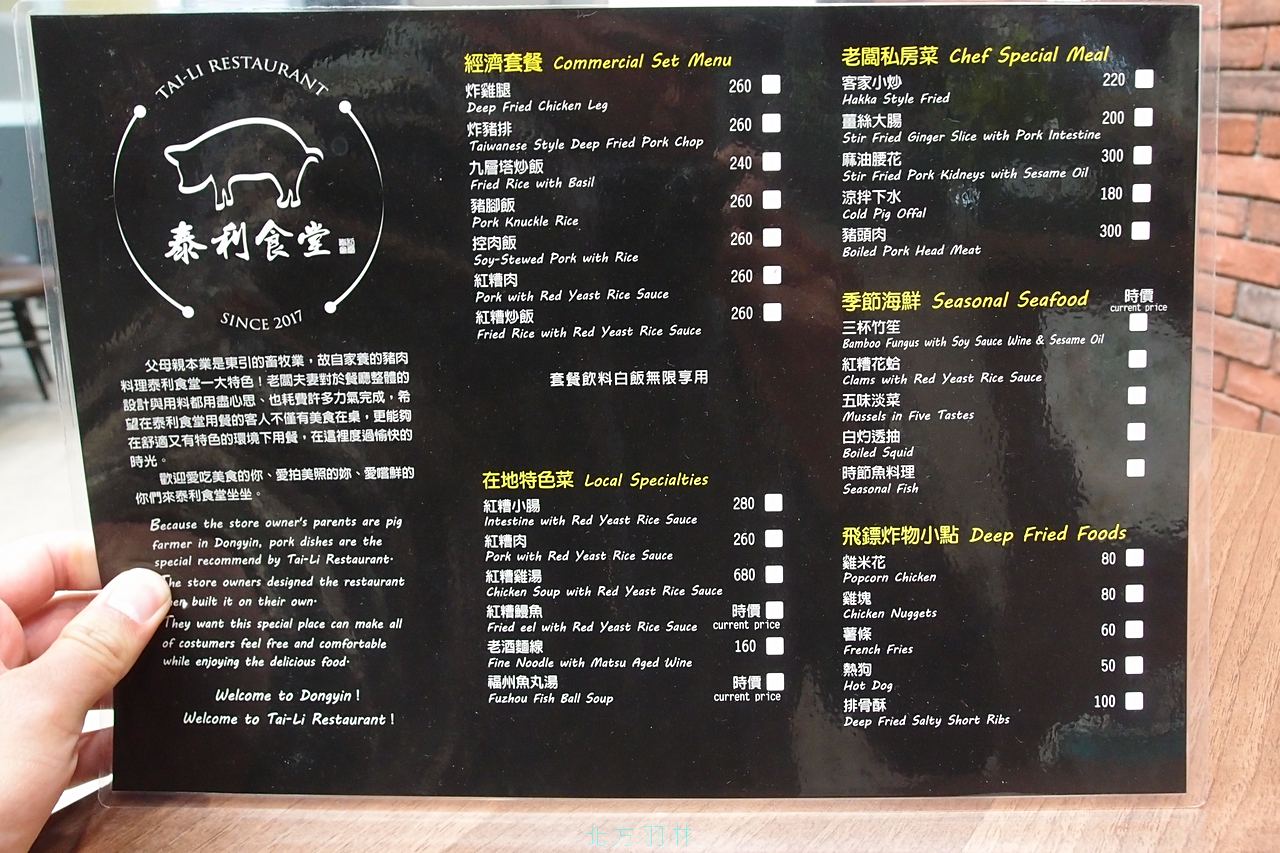 TAI-LI RESTAURANT
泰利食堂
SINCE 2017
父母親本業是東引的畜牧業，故自家養的豬肉
料理泰利食堂一大特色！老闆夫妻對於餐廳整體的
設計與用料都用盡心思、也耗費許多力氣完成，希
望在泰利食堂用餐的客人不僅有美食在桌，更能夠
在舒適又有特色的環境下用餐，在這裡度過愉快的
時光。
歡迎愛吃美食的你、愛拍美照的妳、愛嚐鮮的
你們來泰利食堂坐坐。
Because the store owner's parents are pig
farmer in Dongyin, pork dishes are the
special recommend by Tai-Li Restaurant.
The store owners designed the restaurant
built it on their own.
They want this special place can make all
of costumers feel free and comfortable
while enjoying the delicious food.
Welcome to Dongyin !
Welcome to Tai-Li Restaurant !
經濟套餐 Commercial Set Menu
炸雞腿 260
Deep Fried Chicken Leg
炸豬排 260
Taiwanese Style Deep Fried Pork Chop
九層塔炒飯 240
Fried Rice with Basil
豬腳飯 260
Pork Knuckle Rice
控肉飯 260
Soy-Stewed Pork with Rice
紅糟肉 260
Pork with Red Yeast Rice Sauce
紅糟炒飯 260
Fried Rice with Red Yeast Rice Sauce
套餐飲料白飯無限享用
在地特色菜 Local Specialties
紅糟小腸 280
Intestine with Red Yeast Rice Sauce
紅糟肉 260
Pork with Red Yeast Rice Sauce
紅糟雞湯 680
Chicken Soup with Red Yeast Rice Sauce
紅糟鰻魚 時價
Fried eel with Red Yeast Rice Sauce current price
老酒麵線 160
Fine Noodle with Matsu Aged Wine
福州魚丸湯 時價
Fuzhou Fish Ball Soup current price
老闆私房菜 Chef Special Meal
客家小炒 220
Hakka Style Fried
薑絲大腸 200
Stir Fried Ginger Slice with Pork Intestine
麻油腰花 300
Stir Fried Pork Kidneys with Sesame Oil
涼拌下水 180
Cold Pig Offal
豬頭肉 300
Boiled Pork Head Meat
季節海鮮 Seasonal Seafood 時價
current price
三杯竹笙
Bamboo Fungus with Soy Sauce Wine & Sesame Oil
紅糟花蛤
Clams with Red Yeast Rice Sauce
五味淡菜
Mussels in Five Tastes
白灼透抽
Boiled Squid
時節魚料理
Seasonal Fish
飛鏢炸物小點 Deep Fried Foods
雞米花 80
Popcorn Chicken
雞塊 80
Chicken Nuggets
薯條 60
French Fries
熱狗 50
Hot Dog
排骨酥 100
Deep Fried Salty Short Ribs
北方羽林